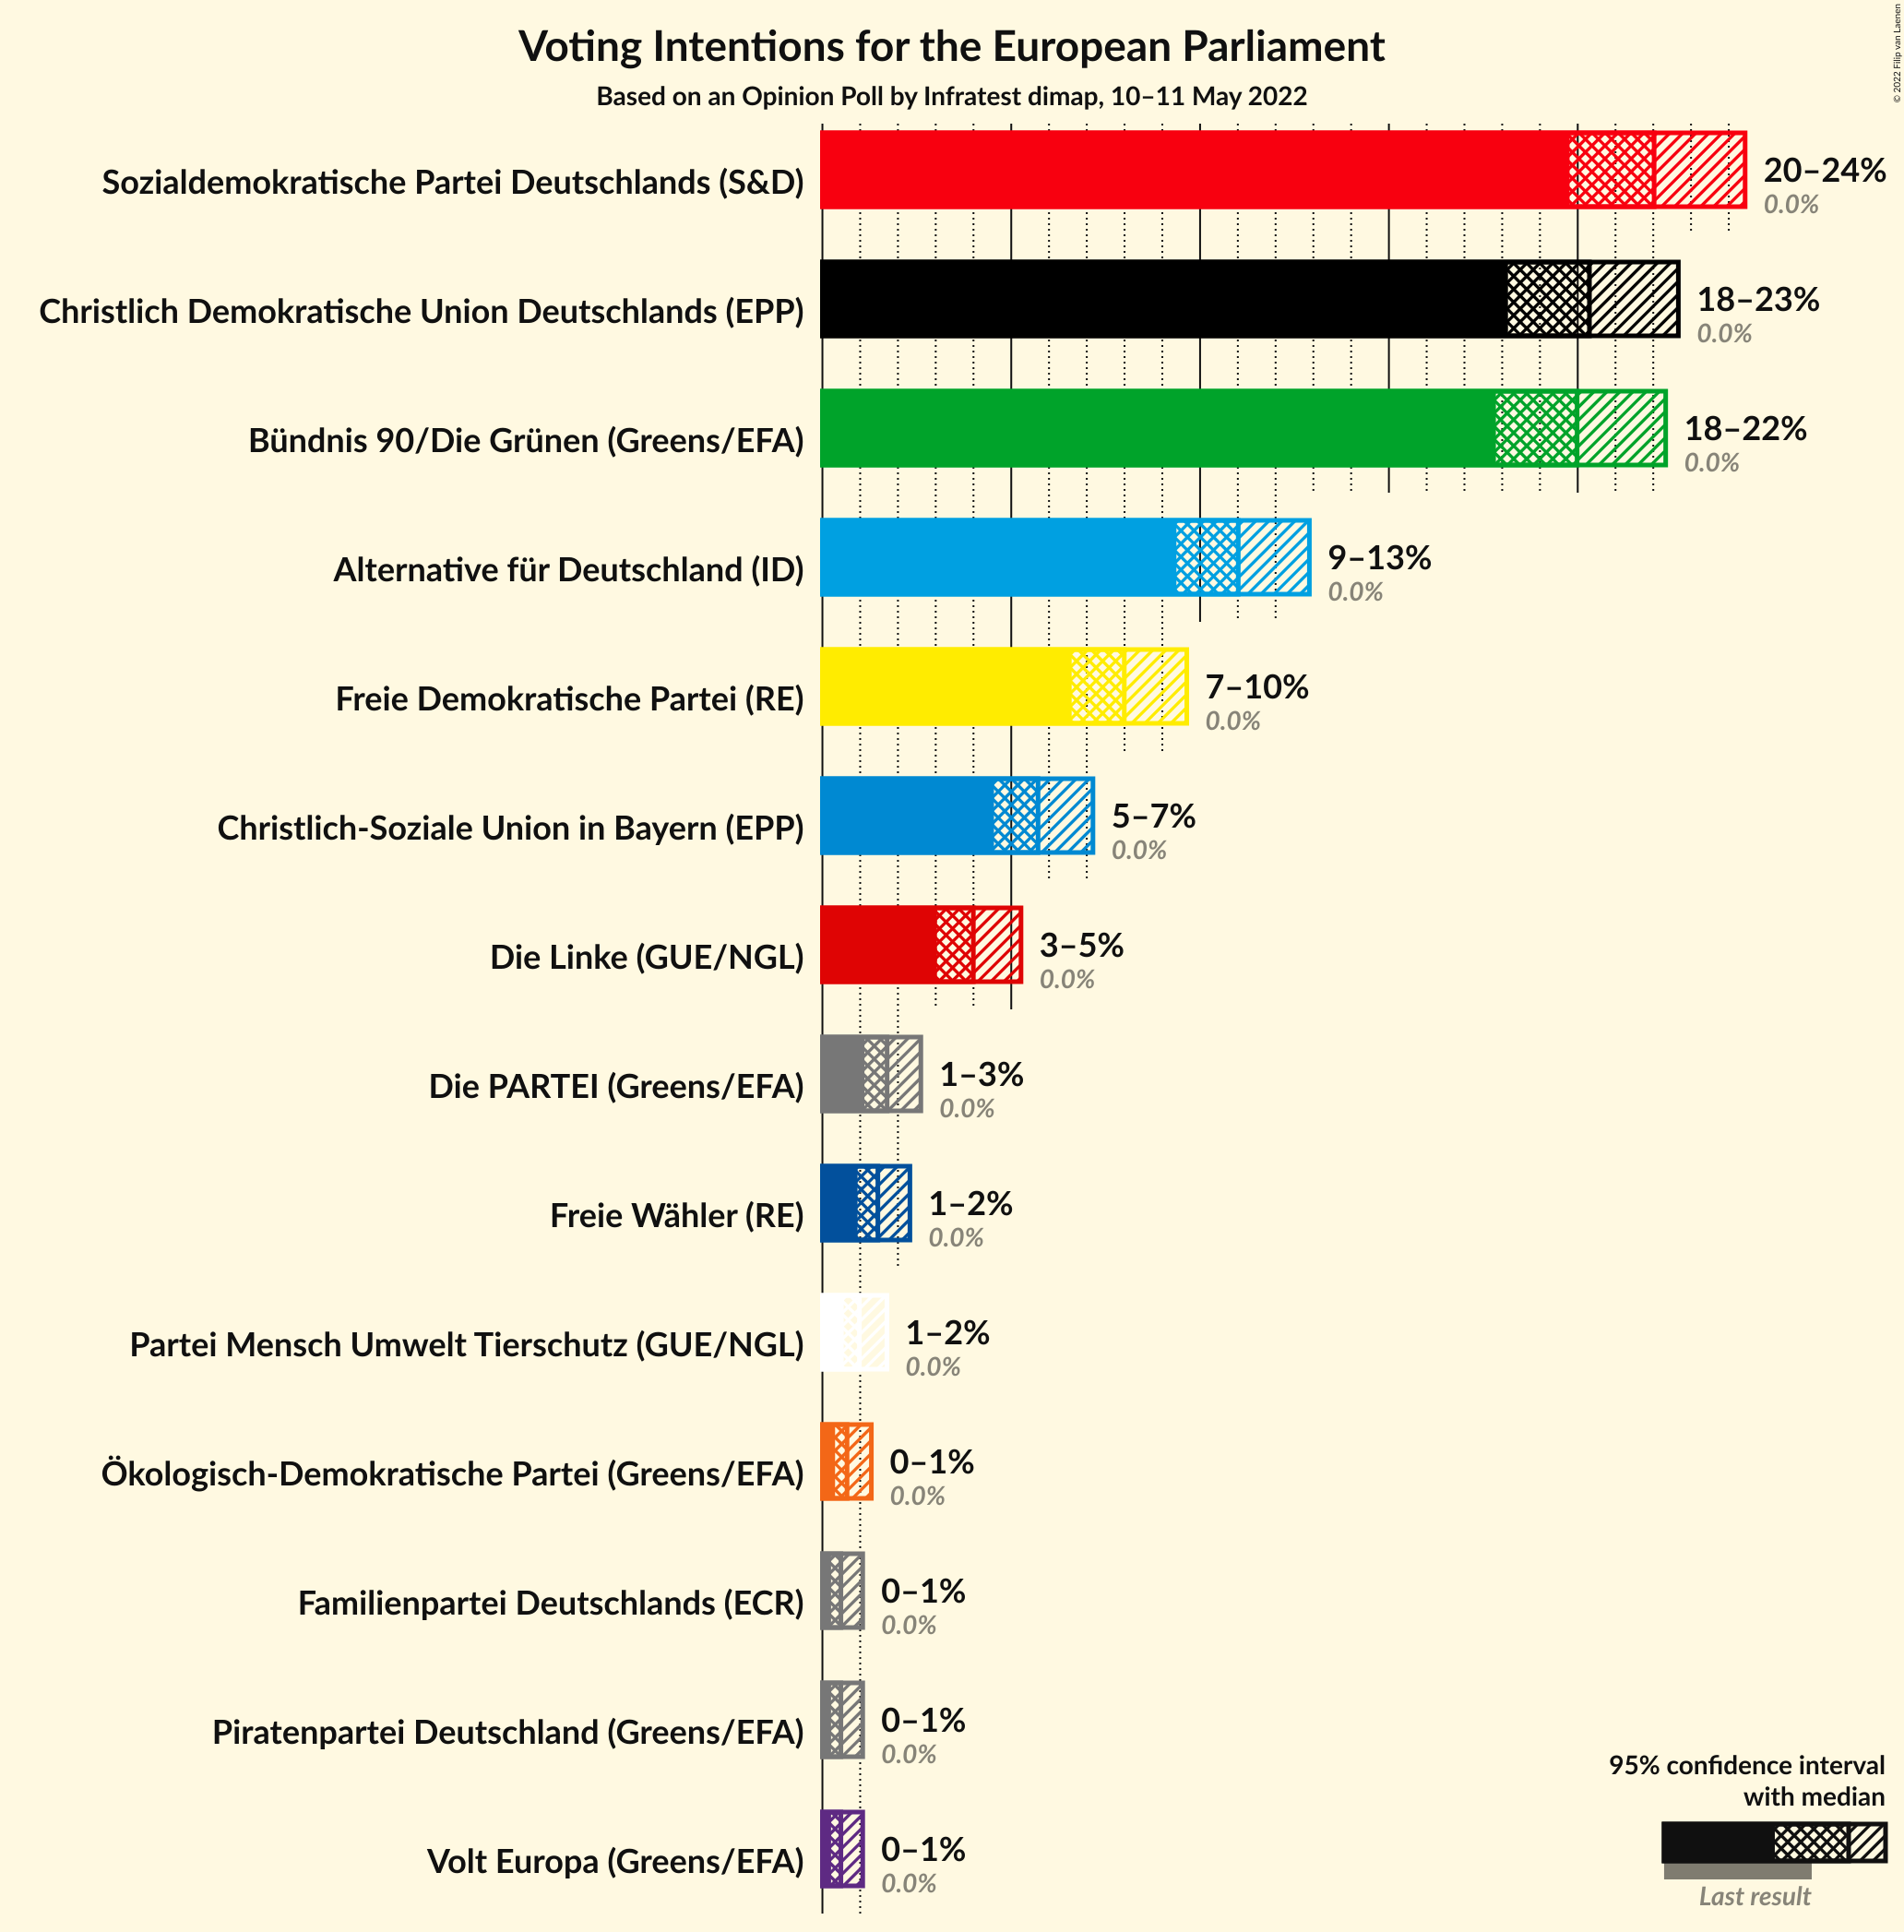 Voting Intentions for the European Parliament
Based on an Opinion Poll by Infratest dimap, 10–11 May 2022
© 2022 Filip van Laenen
Sozialdemokratische Partei Deutschlands (S&D)
20–24%
0.0%
Christlich Demokratische Union Deutschlands (EPP)
18–23%
0.0%
Bündnis 90/Die Grünen (Greens/EFA)
18–22%
0.0%
Alternative für Deutschland (ID)
9–13%
0.0%
Freie Demokratische Partei (RE)
7–10%
0.0%
Christlich-Soziale Union in Bayern (EPP)
5–7%
0.0%
Die Linke (GUE/NGL)
3–5%
0.0%
Die PARTEI (Greens/EFA)
1–3%
0.0%
Freie Wähler (RE)
1–2%
0.0%
Partei Mensch Umwelt Tierschutz (GUE/NGL)
1–2%
0.0%
Ökologisch-Demokratische Partei (Greens/EFA)
0–1%
0.0%
Familienpartei Deutschlands (ECR)
0–1%
0.0%
Piratenpartei Deutschland (Greens/EFA)
0–1%
0.0%
Volt Europa (Greens/EFA)
0–1%
0.0%
95% confidence interval
with median
Last result